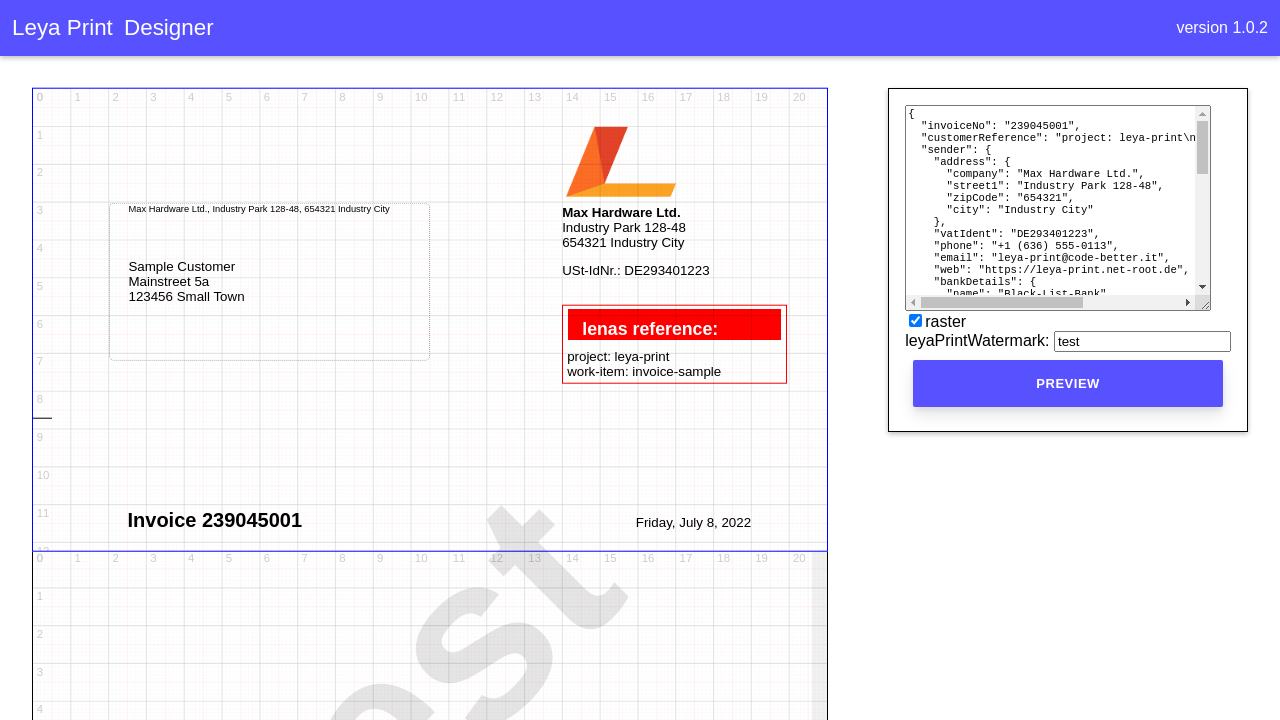 Leya Print Designer
version 1.0.2
0 1 2 3 4 5 6 7 8 9 10 11 12 13 14 15 16 17 18 19 20
1
2
3
4
5
6
7
8
9
10
11
Max Hardware Ltd., Industry Park 128-48, 654321 Industry City
Sample Customer
Mainstreet 5a
123456 Small Town
Max Hardware Ltd.
Industry Park 128-48
654321 Industry City
USt-IdNr.: DE293401223
lenas reference:
project: leya-print
work-item: invoice-sample
Invoice 239045001
Friday, July 8, 2022
0 1 2 3 4 5 6 7 8 9 10 11 12 13 14 15 16 17 18 19 20
1
2
3
4
est
{
"invoiceNo": "239045001",
"customerReference": "project: leya-print\n
"sender": {
"address": {
"company": "Max Hardware Ltd.",
"street1": "Industry Park 128-48",
"zipCode": "654321",
"city": "Industry City"
},
"vatIdent": "DE293401223",
"phone": "+1 (636) 555-0113",
"email": "leya-print@code-better.it",
"web": "https://leya-print.net-root.de",
"bankDetails": {
"name": "Black-List-Bank"
raster
leyaPrintWatermark: test
PREVIEW